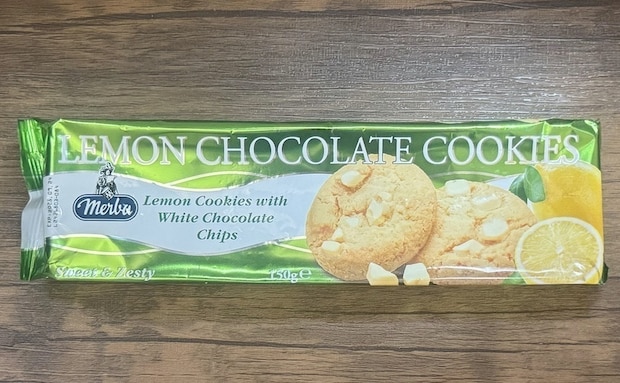 LEMON CHOCOLATE COOKIES
Merba
Lemon Cookies with
White Chocolate
Chips
Sweet & Zesty
150g e